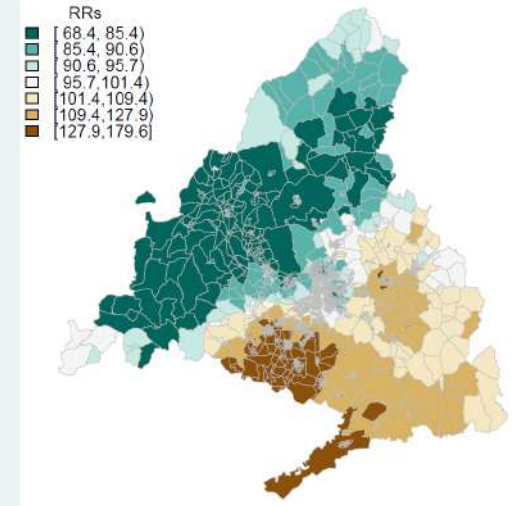 RRs
[ 68.4, 85.4)
[ 85.4, 90.6)
[ 90.6, 95.7)
[ 95.7,101.4)
[101.4,109.4)
[109.4,127.9)
[127.9,179.6]